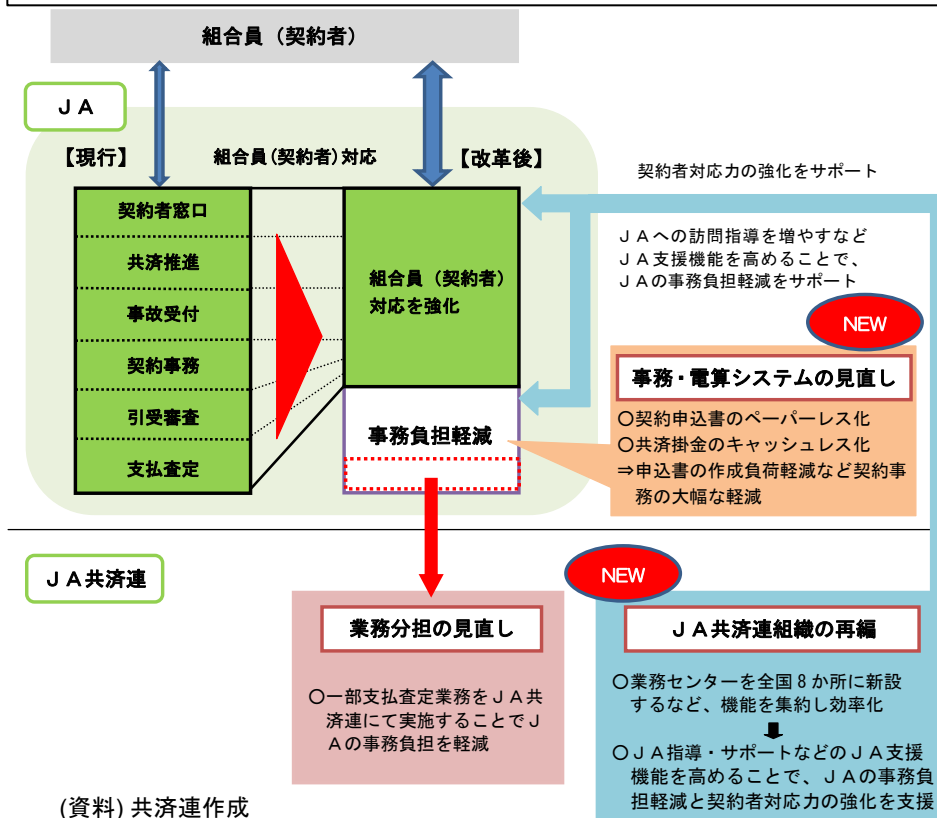 組合員（契約者）
ＪＡ
【現行】
組合員(契約者)対応
【改革後】
契約者窓口
共済推進
事故受付
契約事務
引受審査
支払査定
組合員（契約者）
対応を強化
事務負担軽減
契約者対応力の強化をサポート
ＪＡへの訪問指導を増やすなど
ＪＡ支援機能を高めることで、
ＪＡの事務負担軽減をサポート
NEW
事務・電算システムの見直し
〇契約申込書のペーパーレス化
〇共済掛金のキャッシュレス化
⇒申込書の作成負荷軽減など契約事
務の大幅な軽減
ＪＡ共済連
業務分担の見直し
〇一部支払査定業務をＪＡ共
済連にて実施することでＪ
Ａの事務負担を軽減
NEW
ＪＡ共済連組織の再編
〇業務センターを全国８か所に新設
するなど、機能を集約し効率化
〇ＪＡ指導・サポートなどのＪＡ支援
機能を高めることで、ＪＡの事務負
担軽減と契約者対応力の強化を支援
(資料) 共済連作成